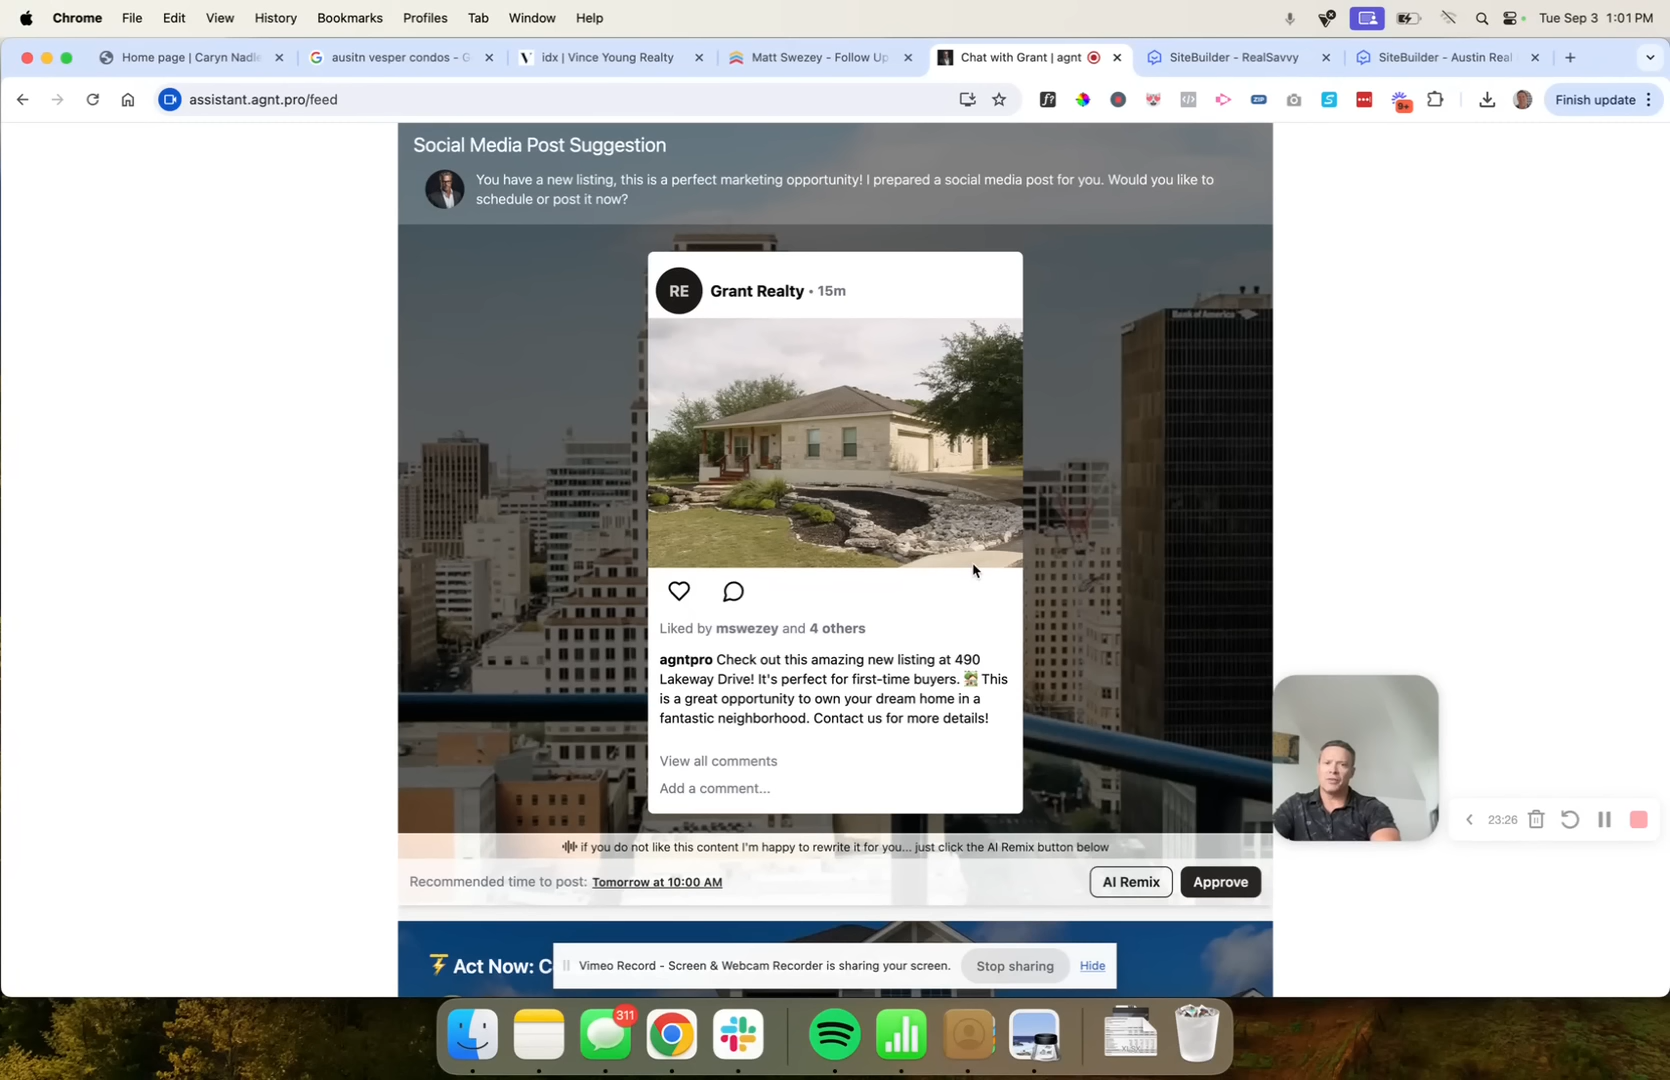 Chrome File Edit View History Bookmarks Profiles Tab Window Help Tue Sep 3 1:01 PM
Home page | Caryn Nadle
ausitn vesper condos - G
idx | Vince Young Realty
Matt Swezey - Follow Up
Chat with Grant | agnt
SiteBuilder - RealSavvy
SiteBuilder - Austin Real
assistant.agnt.pro/feed
ZIP
9+
Finish update
Social Media Post Suggestion
You have a new listing, this is a perfect marketing opportunity! I prepared a social media post for you. Would you like to
schedule or post it now?
RE
Grant Realty • 15m
Bank of America
Liked by mswezey and 4 others
agntpro Check out this amazing new listing at 490
Lakeway Drive! It's perfect for first-time buyers. 🏡 This
is a great opportunity to own your dream home in a
fantastic neighborhood. Contact us for more details!
View all comments
Add a comment...
23:26
if you do not like this content I'm happy to rewrite it for you... just click the AI Remix button below
Recommended time to post: Tomorrow at 10:00 AM
AI Remix
Approve
Act Now: C
Vimeo Record - Screen & Webcam Recorder is sharing your screen.
Stop sharing
Hide
311